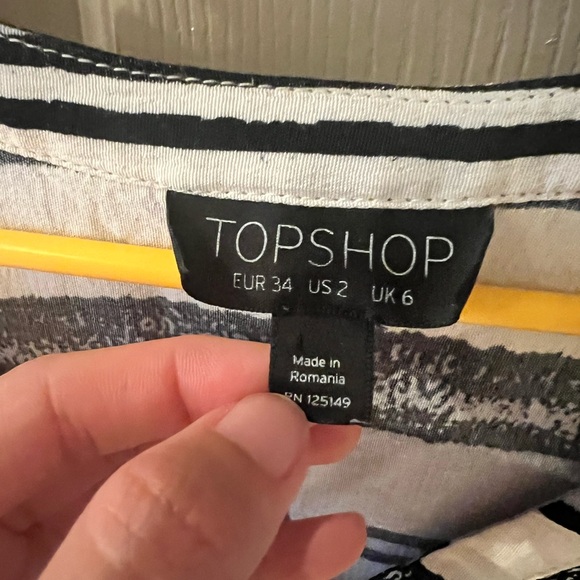 TOPSHOP
EUR 34 US 2 UK 6
Made in
Romania
RN 125149